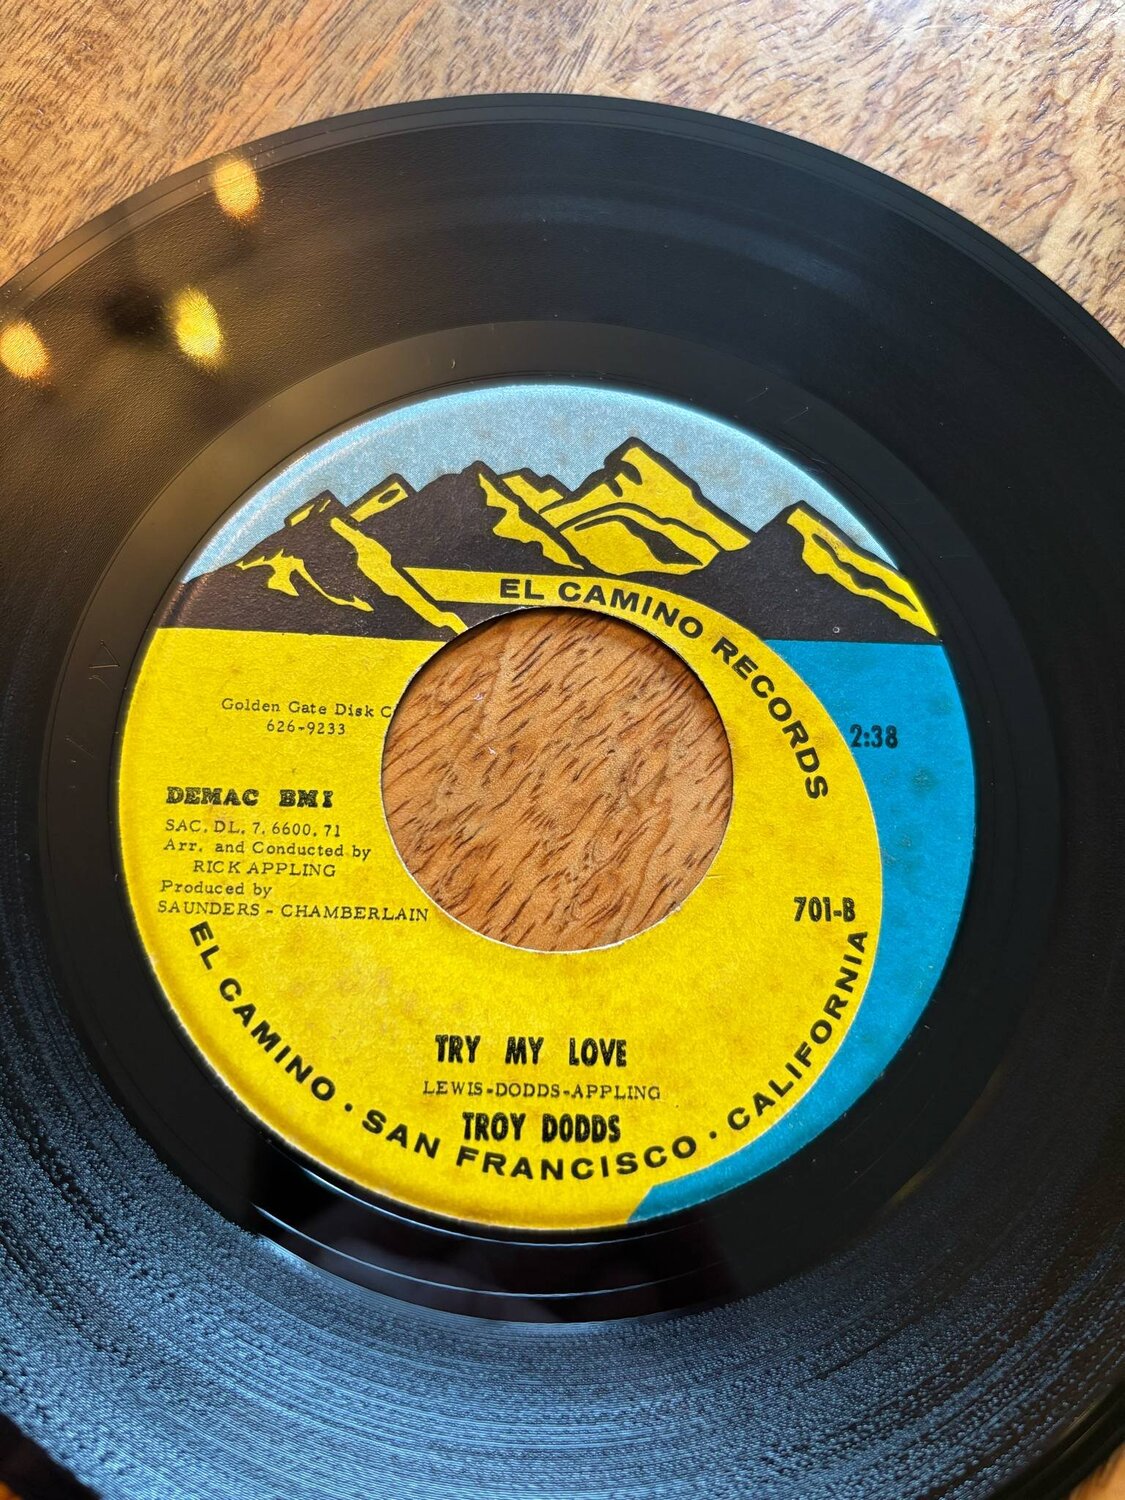 EL CAMINO RECORDS
Golden Gate Disk
626-9233
2:38
DEMAC BMI
SAC. DL. 7. 6600. 71
Arr. and Conducted by
RICK APPLING
Produced by
SAUNDERS - CHAMBERLAIN
701-B
TRY MY LOVE
LEWIS-DODDS-APPLING
TROY DODDS
EL CAMINO · SAN FRANCISCO · CALIFORNIA